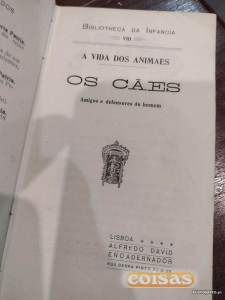 BIBLIOTHECA DA INFANCIA
VIII
A VIDA DOS ANIMAES
OS CÃES
Amigos e defensores do homem
LISBOA
ALFREDO DAVID
ENCADERNADOR
coisas